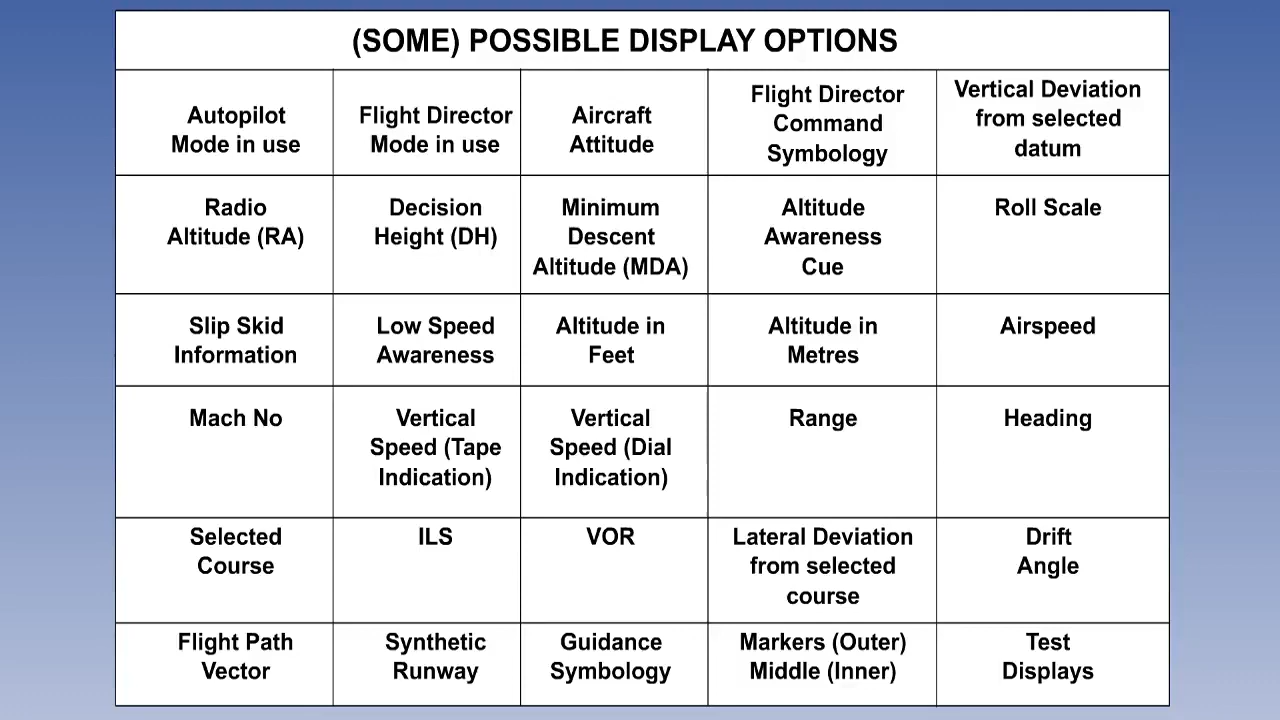 (SOME) POSSIBLE DISPLAY OPTIONS
Autopilot
Mode in use
Flight Director
Mode in use
Aircraft
Attitude
Flight Director
Command
Symbology
Vertical Deviation
from selected
datum
Radio
Altitude (RA)
Decision
Height (DH)
Minimum
Descent
Altitude (MDA)
Altitude
Awareness
Cue
Roll Scale
Slip Skid
Information
Low Speed
Awareness
Altitude in
Feet
Altitude in
Metres
Airspeed
Mach No
Vertical
Speed (Tape
Indication)
Vertical
Speed (Dial
Indication)
Range
Heading
Selected
Course
ILS
VOR
Lateral Deviation
from selected
course
Drift
Angle
Flight Path
Vector
Synthetic
Runway
Guidance
Symbology
Markers (Outer)
Middle (Inner)
Test
Displays